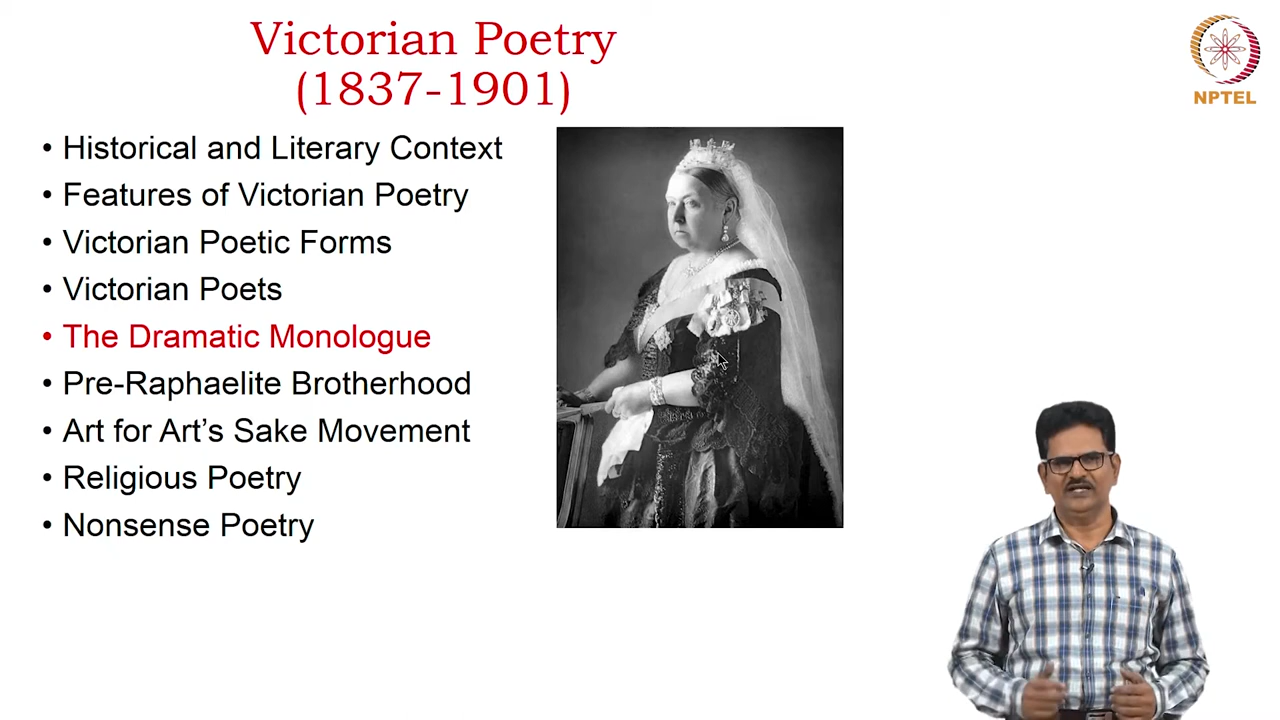 Victorian Poetry
(1837-1901)
NPTEL
• Historical and Literary Context
• Features of Victorian Poetry
• Victorian Poetic Forms
• Victorian Poets
• The Dramatic Monologue
• Pre-Raphaelite Brotherhood
• Art for Art’s Sake Movement
• Religious Poetry
• Nonsense Poetry